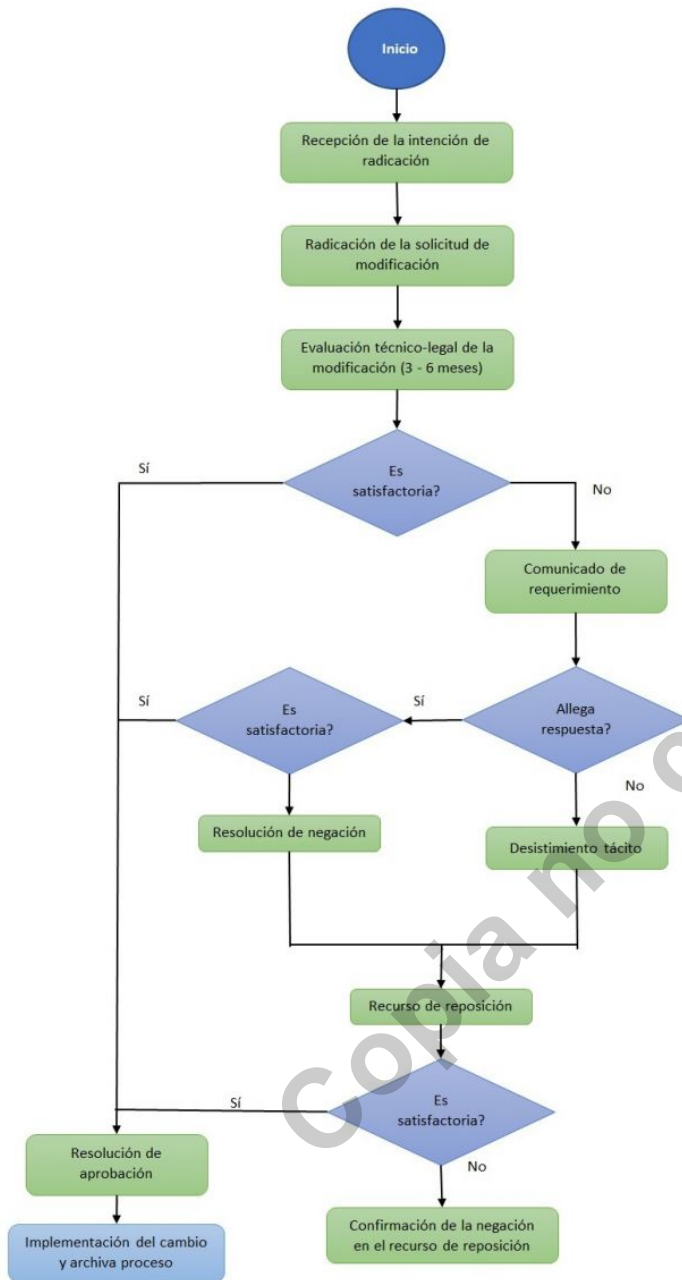 Inicio
Recepción de la intención de
radicación
Radicación de la solicitud de
modificación
Evaluación técnico-legal de la
modificación (3 - 6 meses)
Sí
Es
satisfactoria?
No
Comunicado de
requerimiento
Sí
Es
satisfactoria?
Sí
Allega
respuesta?
No
Resolución de negación
Desistimiento tácito
Recurso de reposición
Sí
Es
satisfactoria?
No
Resolución de
aprobación
Confirmación de la negación
en el recurso de reposición
Implementación del cambio
y archiva proceso
Copia no